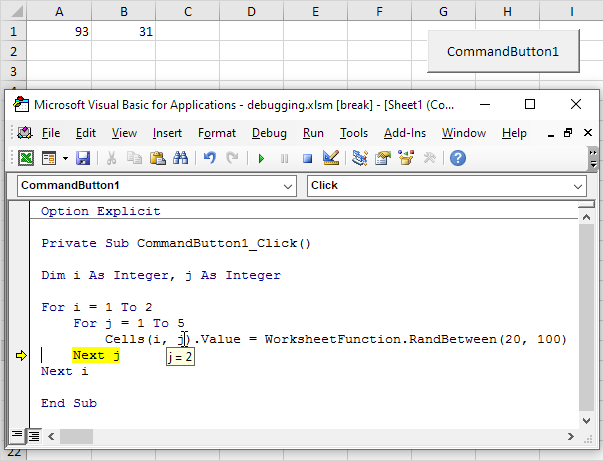 A B C D E F G H I
1 93 31
CommandButton1
2
3
Microsoft Visual Basic for Applications - debugging.xlsm [break] - [Sheet1 (Co...
File Edit View Insert Format Debug Run Tools Add-Ins Window Help
CommandButton1 Click
Option Explicit
Private Sub CommandButton1_Click()
Dim i As Integer, j As Integer
For i = 1 To 2
For j = 1 To 5
Cells(i, j).Value = WorksheetFunction.RandBetween(20, 100)
Next j
j = 2
Next i
End Sub
22